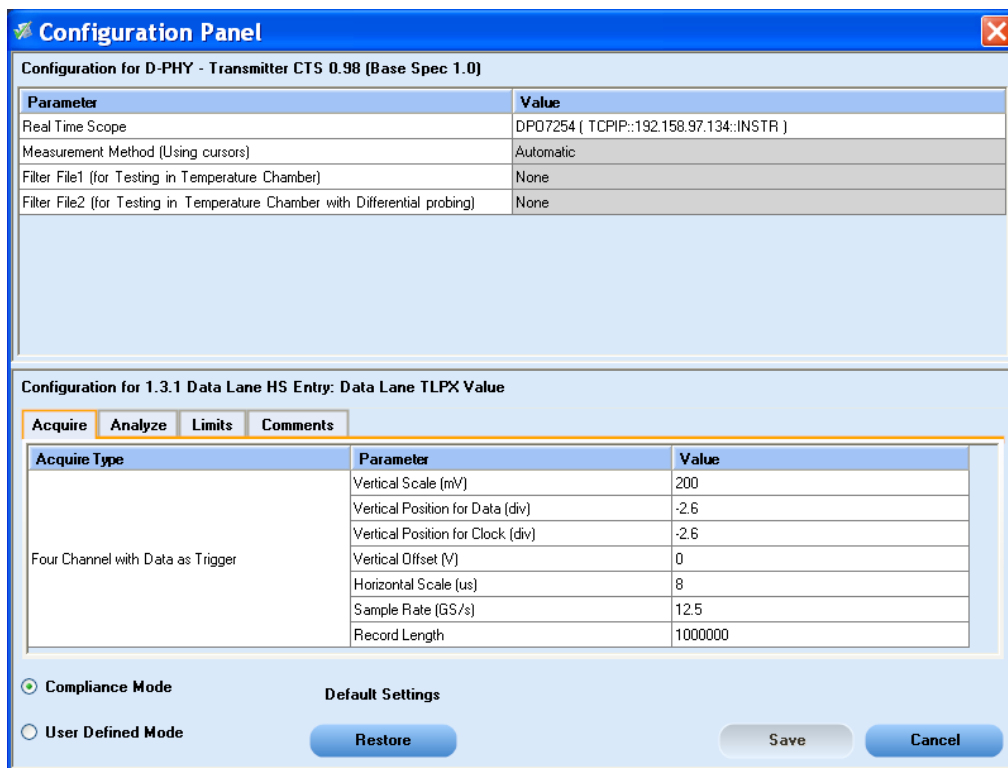 Configuration Panel
Configuration for D-PHY - Transmitter CTS 0.98 (Base Spec 1.0)
Parameter Value
Real Time Scope DPO7254 ( TCPIP::192.158.97.134::INSTR )
Measurement Method (Using cursors) Automatic
Filter File1 (for Testing in Temperature Chamber) None
Filter File2 (for Testing in Temperature Chamber with Differential probing) None
Configuration for 1.3.1 Data Lane HS Entry: Data Lane TLPX Value
Acquire Analyze Limits Comments
Acquire Type Parameter Value
Vertical Scale (mV) 200
Vertical Position for Data (div) -2.6
Vertical Position for Clock (div) -2.6
Four Channel with Data as Trigger Vertical Offset (V) 0
Horizontal Scale (us) 8
Sample Rate (GS/s) 12.5
Record Length 1000000
Compliance Mode Default Settings
User Defined Mode Restore Save Cancel